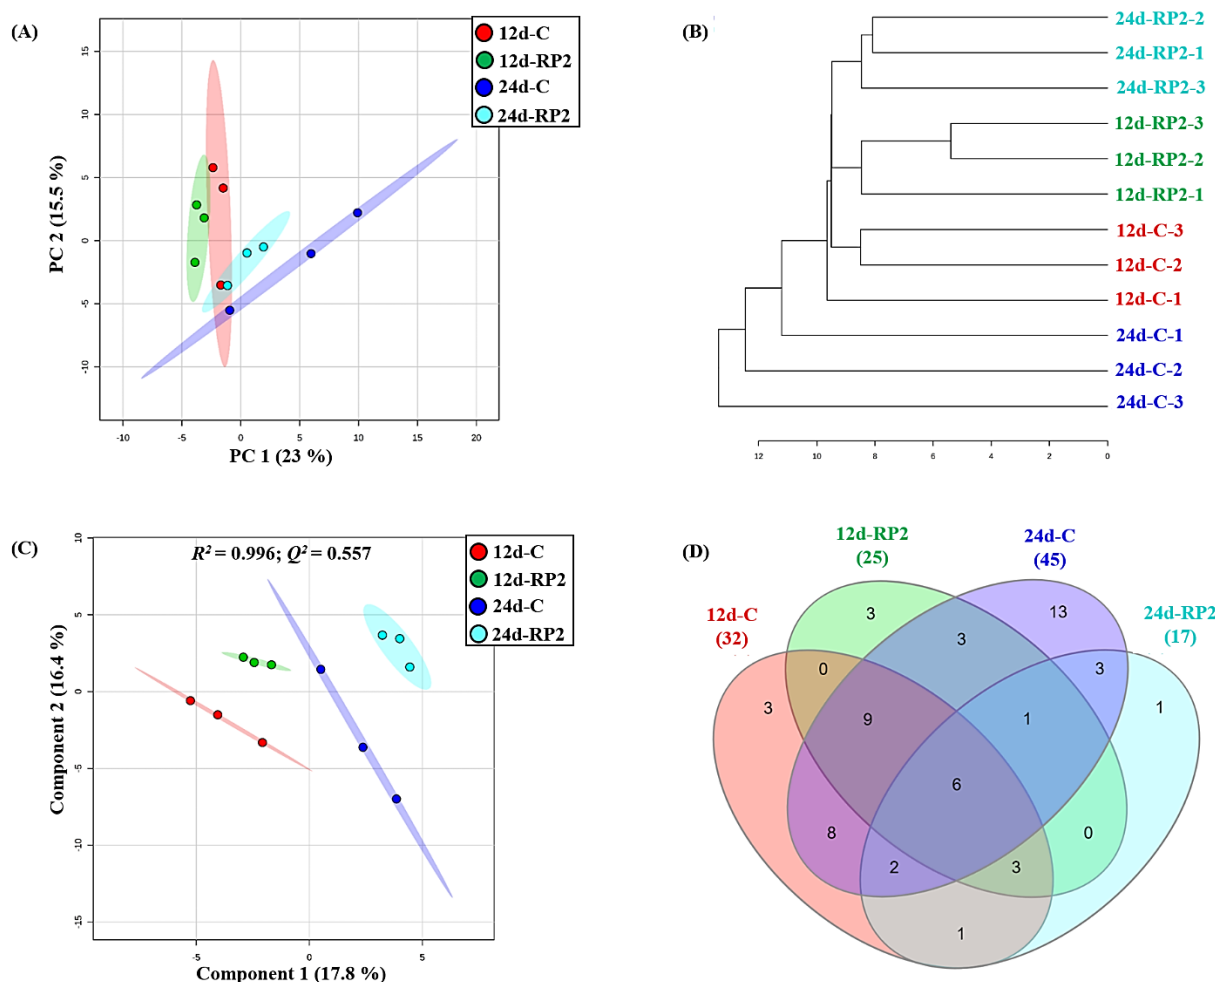 (A)
12d-C
12d-RP2
24d-C
24d-RP2
15
10
5
0
-5
-10
PC 2 (15.5 %)
-10
-5
0
5
10
15
20
PC 1 (23 %)
(B)
24d-RP2-2
24d-RP2-1
24d-RP2-3
12d-RP2-3
12d-RP2-2
12d-RP2-1
12d-C-3
12d-C-2
12d-C-1
24d-C-1
24d-C-2
24d-C-3
12
10
8
6
4
2
0
(C)
R² = 0.996; Q² = 0.557
12d-C
12d-RP2
24d-C
24d-RP2
10
5
0
-5
-10
-15
Component 2 (16.4 %)
-5
0
5
Component 1 (17.8 %)
(D)
12d-RP2
(25)
24d-C
(45)
12d-C
(32)
24d-RP2
(17)
3
13
3
0
3
3
9
1
1
6
8
0
2
3
1